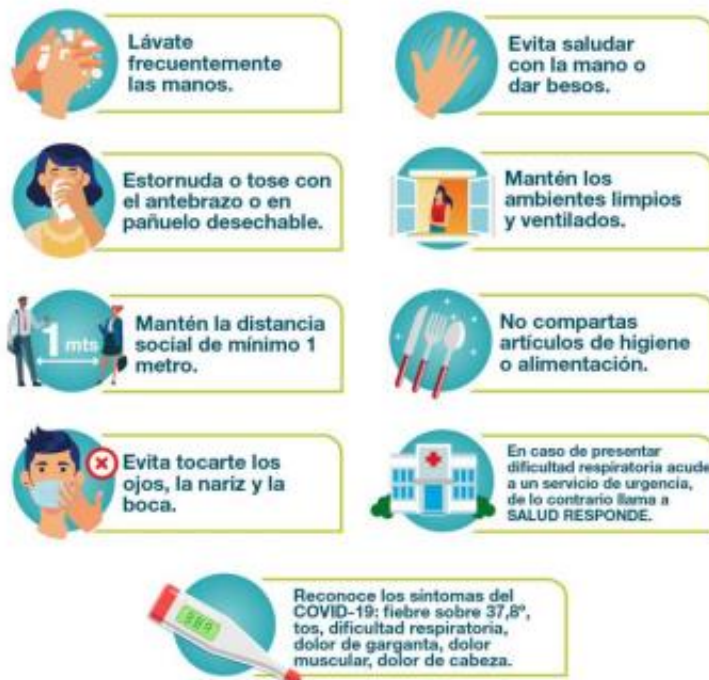 Lávate
frecuentemente
las manos.
Evita saludar
con la mano o
dar besos.
Estornuda o tose con
el antebrazo o en
pañuelo desechable.
Mantén los
ambientes limpios
y ventilados.
1 mts
Mantén la distancia
social de mínimo 1
metro.
No compartas
artículos de higiene
o alimentación.
Evita tocarte los
ojos, la nariz y la
boca.
En caso de presentar
dificultad respiratoria acude
a un servicio de urgencia,
de lo contrario llama a
SALUD RESPONDE.
Reconoce los síntomas del
COVID-19: fiebre sobre 37,8°,
tos, dificultad respiratoria,
dolor de garganta, dolor
muscular, dolor de cabeza.